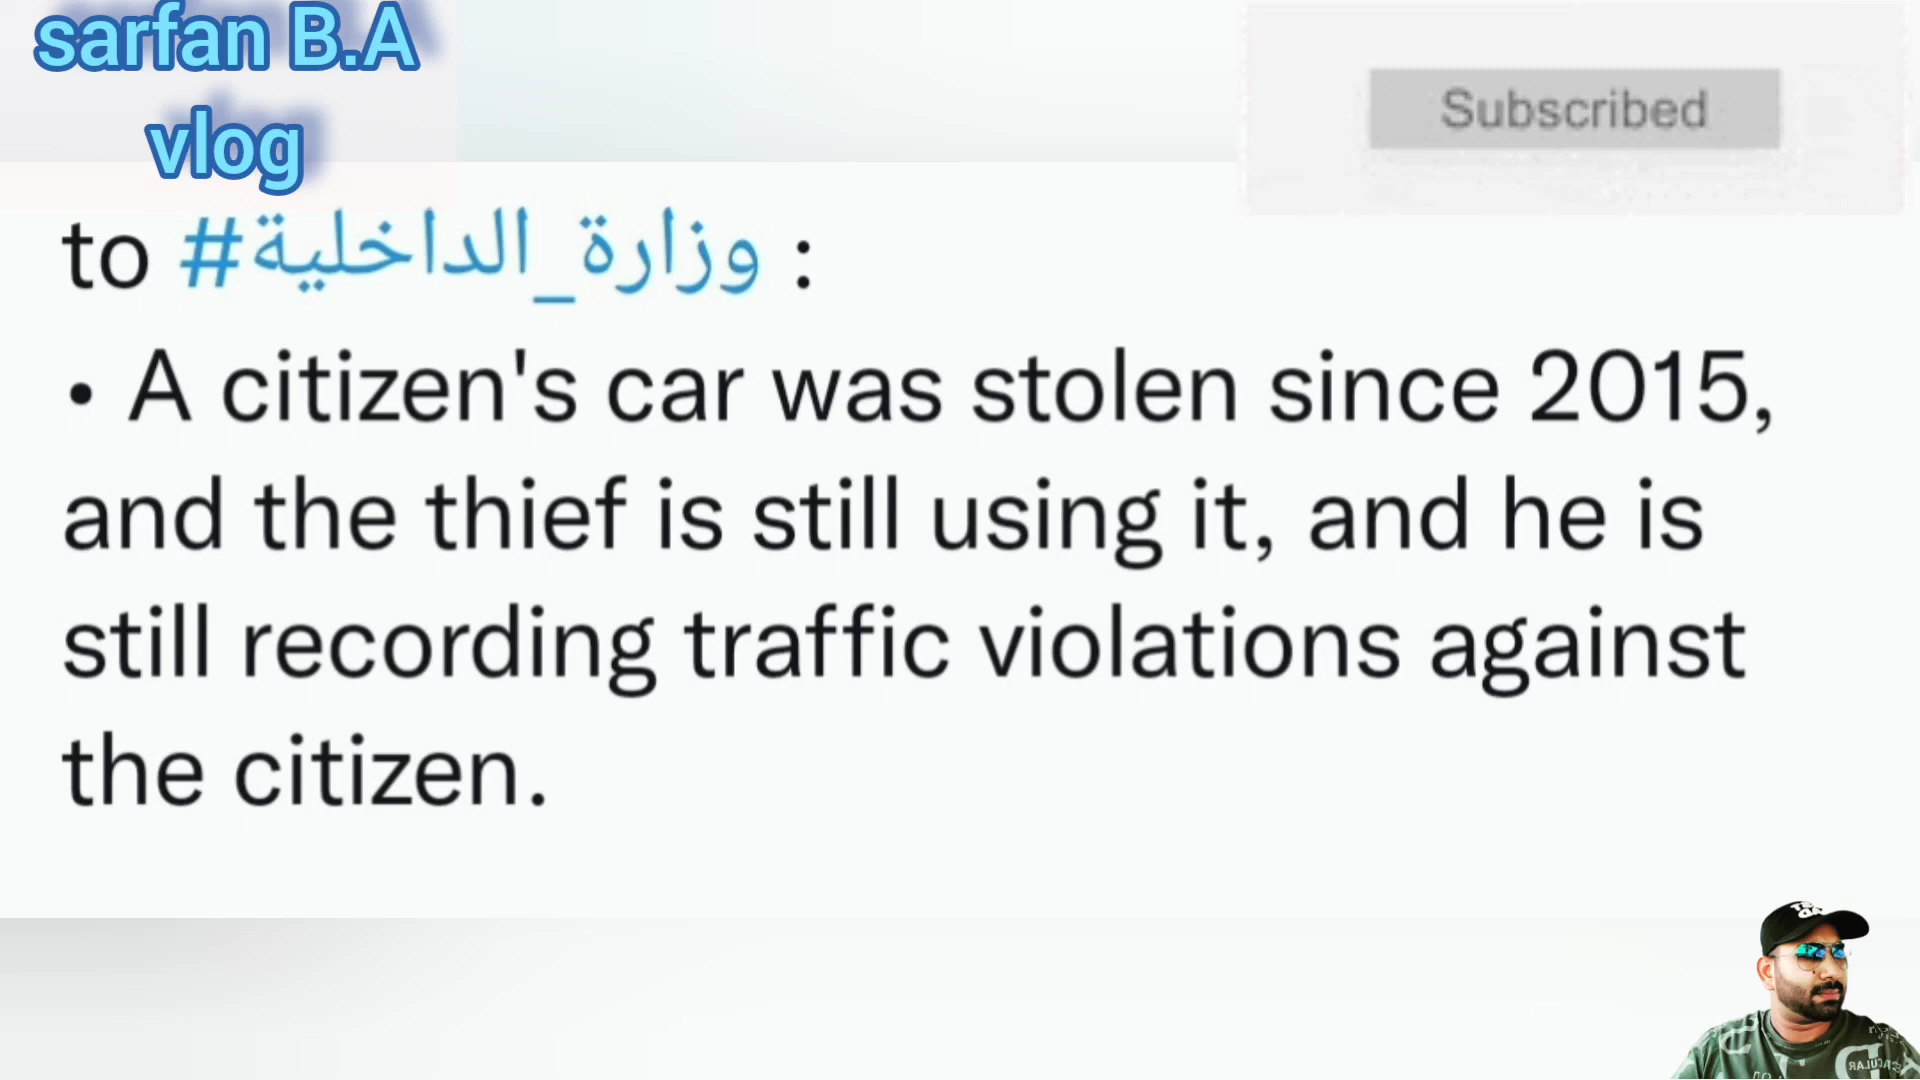 sarfan B.A
vlog
Subscribed
to #وزارة_الداخلية :
• A citizen's car was stolen since 2015,
and the thief is still using it, and he is
still recording traffic violations against
the citizen.